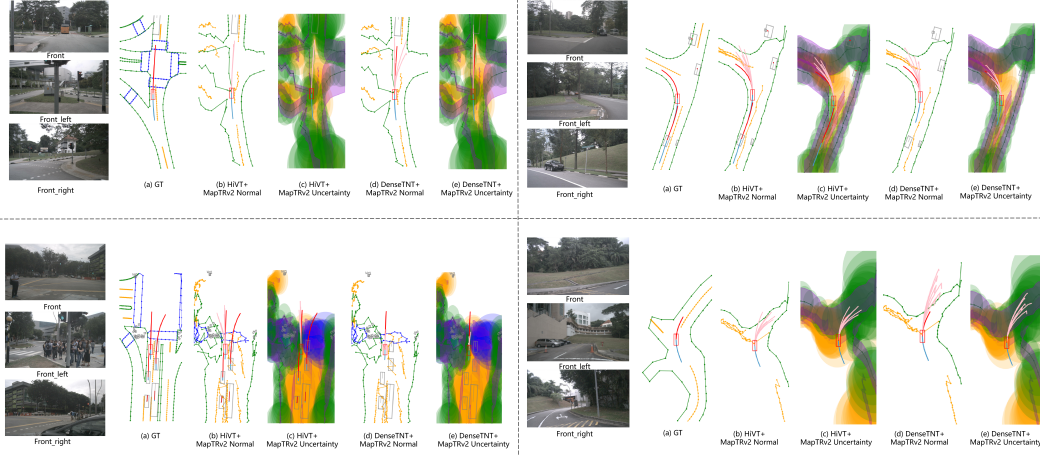 Front
Front_left
Front_right
(a) GT
(b) HiVT+
MapTRv2 Normal
(c) HiVT+
MapTRv2 Uncertainty
(d) DenseTNT+
MapTRv2 Normal
(e) DenseTNT+
MapTRv2 Uncertainty
Front
Front_left
Front_right
(a) GT
(b) HiVT+
MapTRv2 Normal
(c) HiVT+
MapTRv2 Uncertainty
(d) DenseTNT+
MapTRv2 Normal
(e) DenseTNT+
MapTRv2 Uncertainty
Front
Front_left
Front_right
(a) GT
(b) HiVT+
MapTRv2 Normal
(c) HiVT+
MapTRv2 Uncertainty
(d) DenseTNT+
MapTRv2 Normal
(e) DenseTNT+
MapTRv2 Uncertainty
Front
Front_left
Front_right
(a) GT
(b) HiVT+
MapTRv2 Normal
(c) HiVT+
MapTRv2 Uncertainty
(d) DenseTNT+
MapTRv2 Normal
(e) DenseTNT+
MapTRv2 Uncertainty